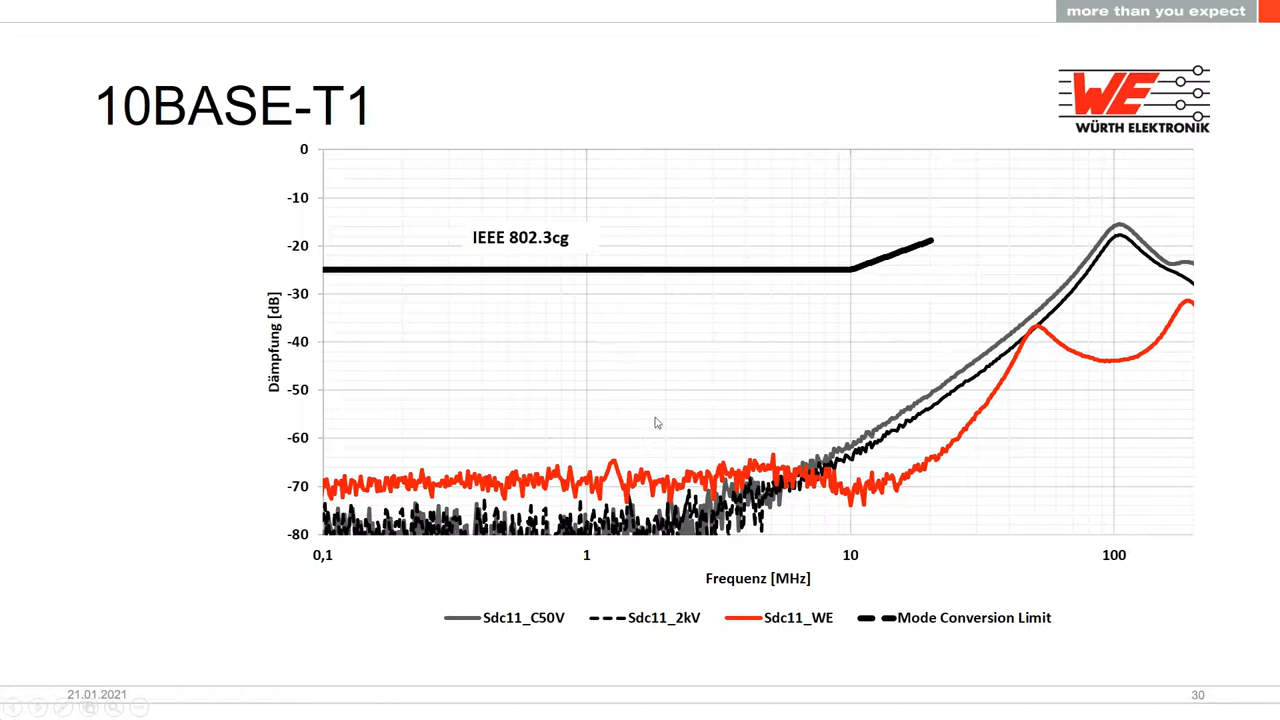 more than you expect
10BASE-T1
WE
WÜRTH ELEKTRONIK
0
-10
-20
-30
-40
-50
-60
-70
-80
Dämpfung [dB]
IEEE 802.3cg
0,1 1 10 100
Frequenz [MHz]
Sdc11_C50V Sdc11_2kV Sdc11_WE Mode Conversion Limit
21.01.2021 30